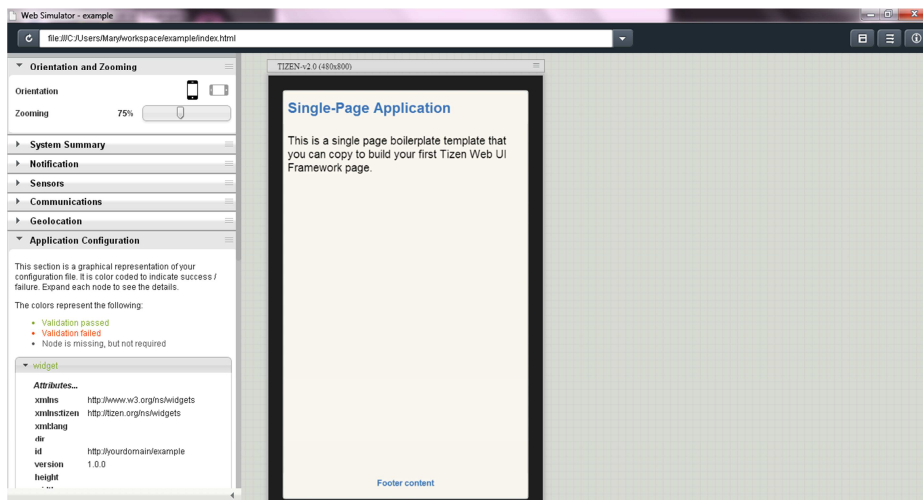 Web Simulator - example
file:///C:/Users/Mary/workspace/example/index.html
Orientation and Zooming
Orientation
Zooming 75%
System Summary
Notification
Sensors
Communications
Geolocation
Application Configuration
This section is a graphical representation of your
configuration file. It is color coded to indicate success /
failure. Expand each node to see the details.
The colors represent the following:
Validation passed
Validation failed
Node is missing, but not required
widget
Attributes...
xmlns http://www.w3.org/ns/widgets
xmlns:tizen http://tizen.org/ns/widgets
xml:lang
dir
id http://yourdomain/example
version 1.0.0
height
TIZEN-v2.0 (480x800)
Single-Page Application
This is a single page boilerplate template that
you can copy to build your first Tizen Web UI
Framework page.
Footer content